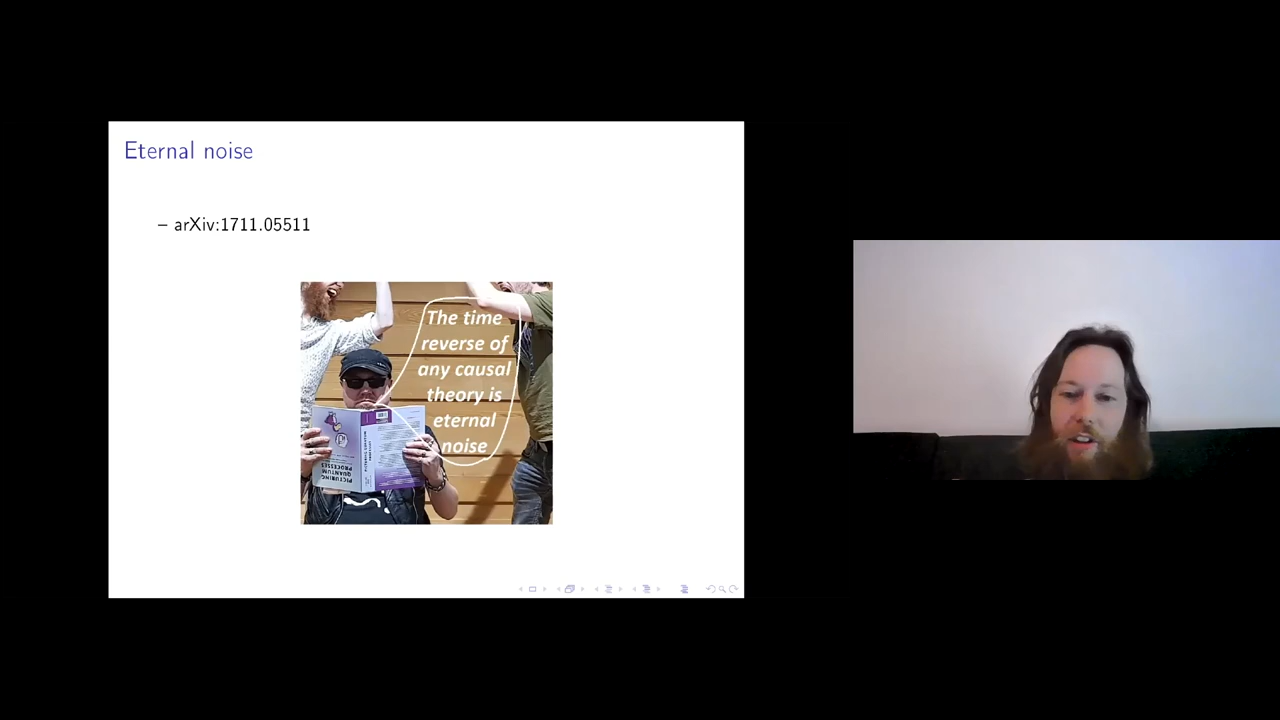 Eternal noise
– arXiv:1711.05511
The time
reverse of
any causal
theory is
eternal
noise
PICTURING
QUANTUM
PROCESSES